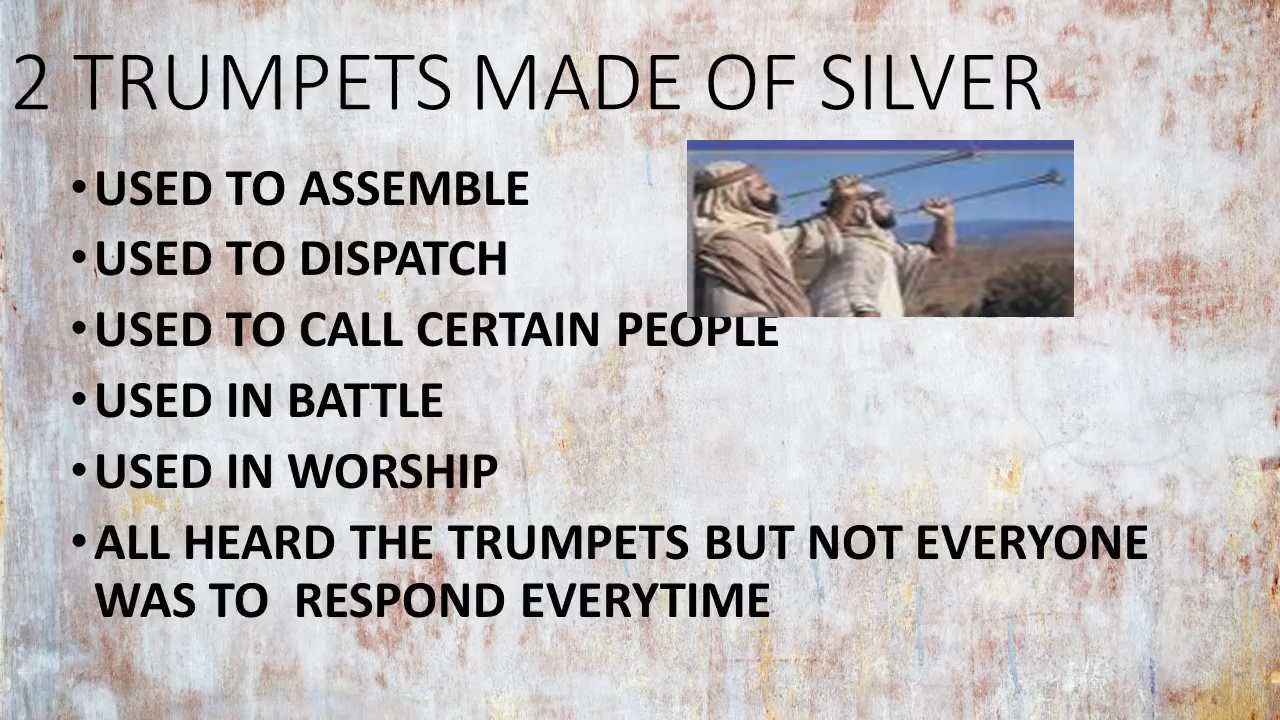 2 TRUMPETS MADE OF SILVER
•USED TO ASSEMBLE
•USED TO DISPATCH
•USED TO CALL CERTAIN PEOPLE
•USED IN BATTLE
•USED IN WORSHIP
•ALL HEARD THE TRUMPETS BUT NOT EVERYONE
WAS TO  RESPOND EVERYTIME